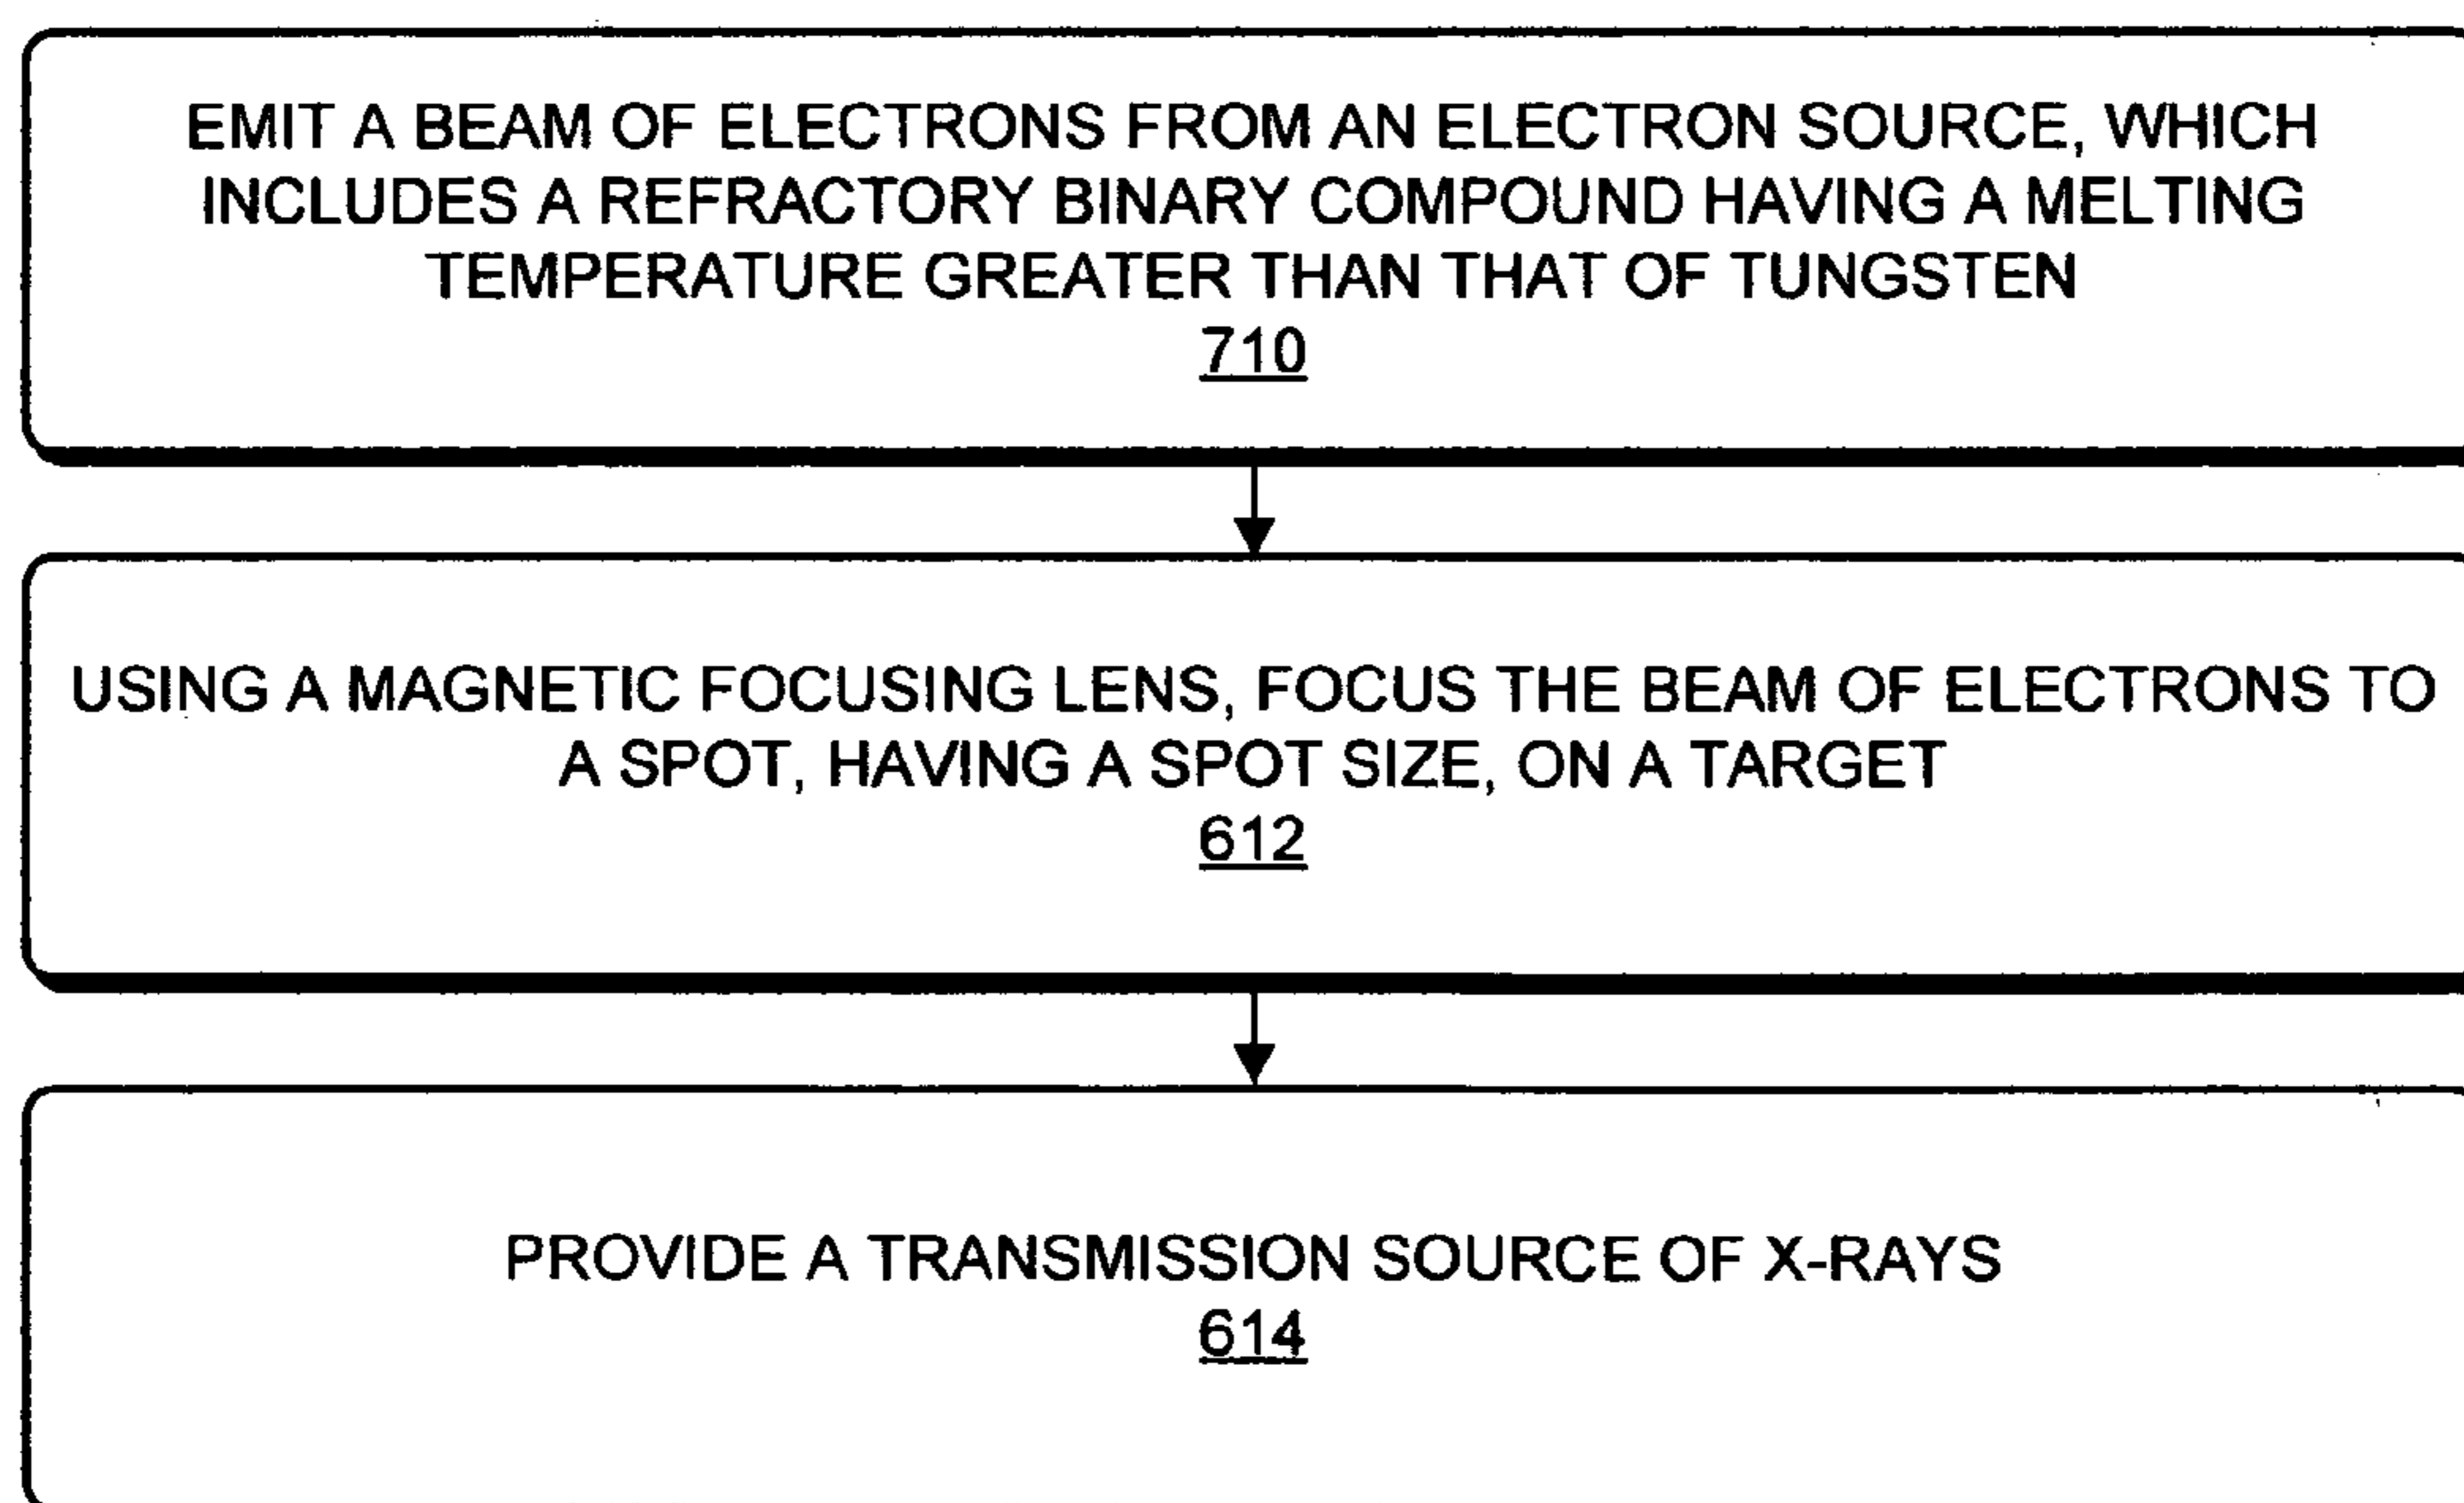 EMIT A BEAM OF ELECTRONS FROM AN ELECTRON SOURCE, WHICH
INCLUDES A REFRACTORY BINARY COMPOUND HAVING A MELTING
TEMPERATURE GREATER THAN THAT OF TUNGSTEN
710
USING A MAGNETIC FOCUSING LENS, FOCUS THE BEAM OF ELECTRONS TO
A SPOT, HAVING A SPOT SIZE, ON A TARGET
612
PROVIDE A TRANSMISSION SOURCE OF X-RAYS
614